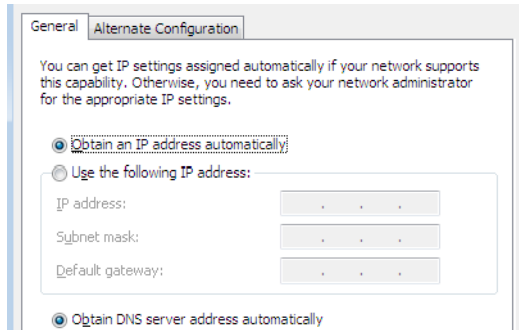 General Alternate Configuration
You can get IP settings assigned automatically if your network supports
this capability. Otherwise, you need to ask your network administrator
for the appropriate IP settings.
Obtain an IP address automatically
Use the following IP address:
IP address: . . .
Subnet mask: . . .
Default gateway: . . .
Obtain DNS server address automatically